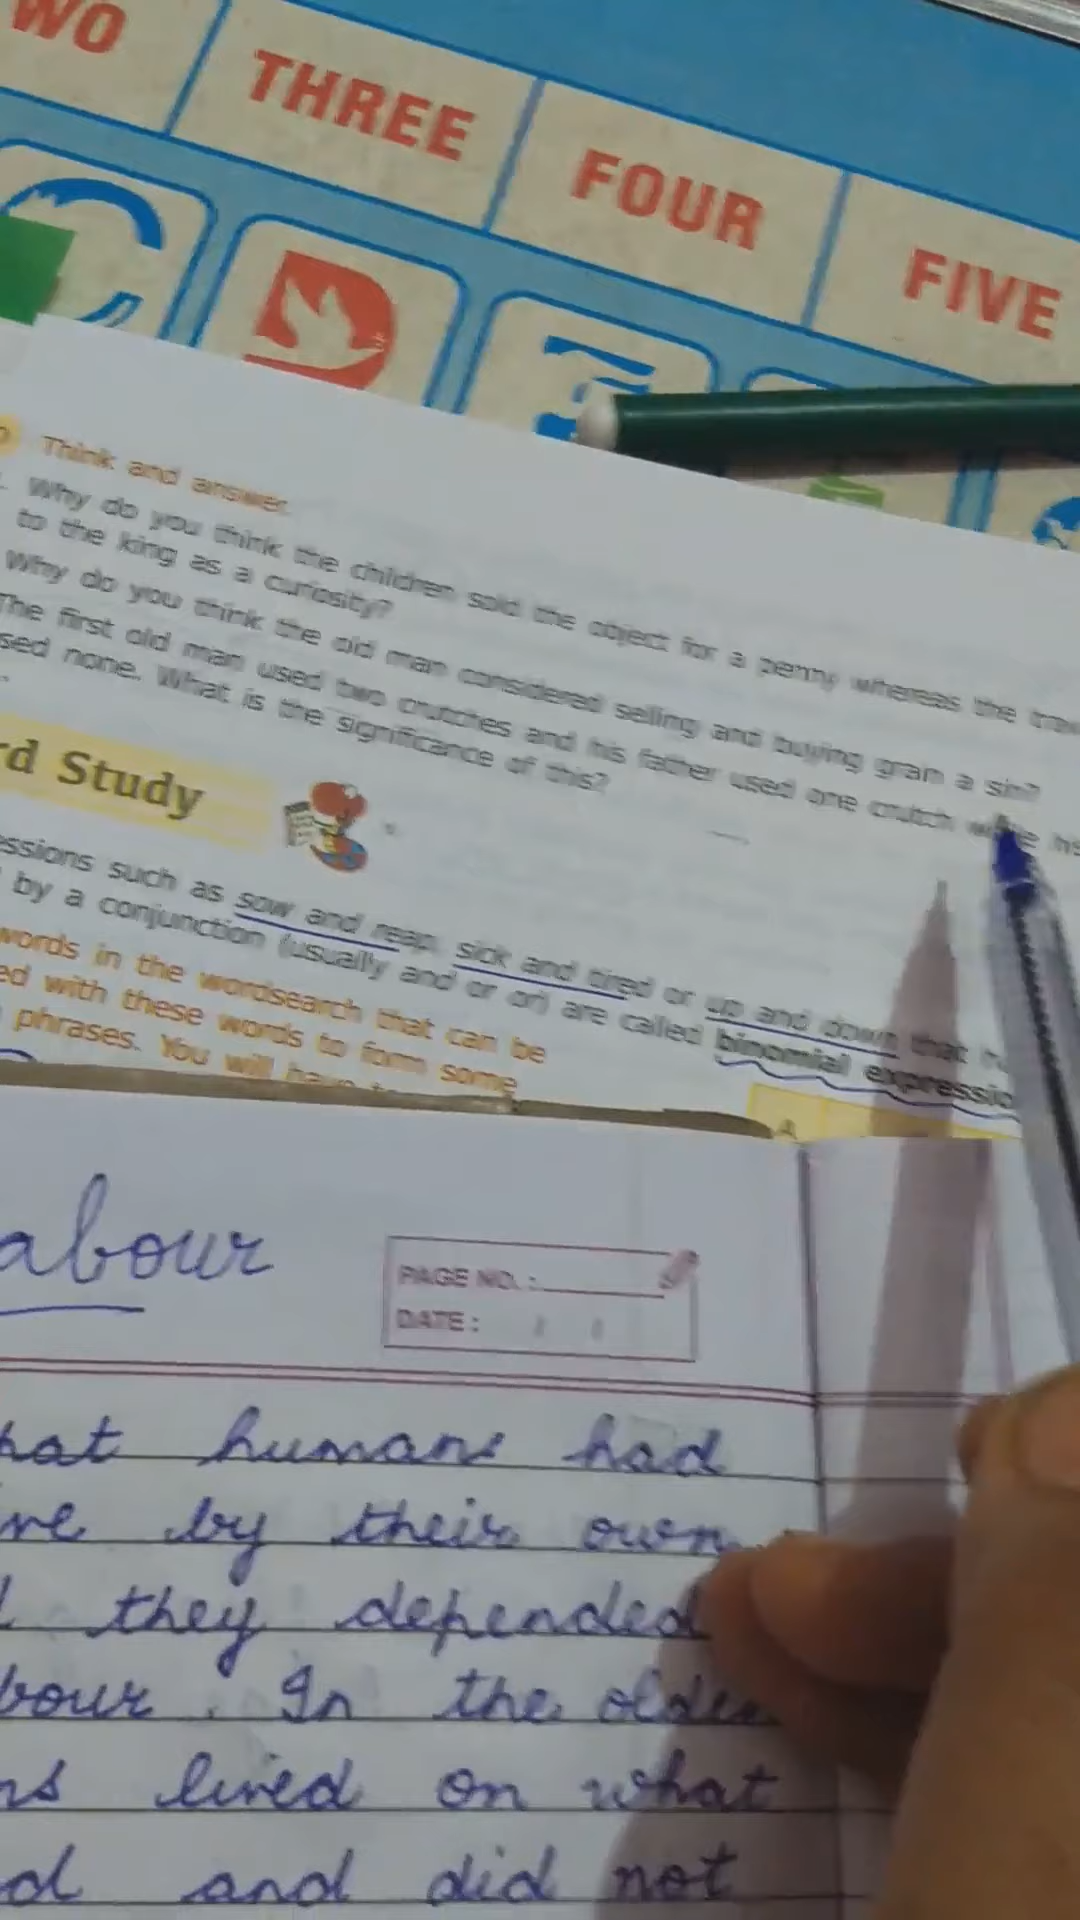 WO THREE FOUR FIVE
C D E
Think and answer.
Why do you think the children sold the object for a penny whereas the
to the king as a curiosity?
Why do you think the old man considered selling and buying grain a sin?
The first old man used two crutches and his father used one crutch while his
sed none. What is the significance of this?
rd Study
essions such as sow and reap, sick and tired or up and down that
by a conjunction (usually and or or) are called binomial expressio
words in the wordsearch that can be
ed with these words to form some
phrases. You will have
A
abour
PAGE NO.:
DATE:
hat humans had
ve by their own
they depended
bour. In the olden
ns lived on what
d and did not